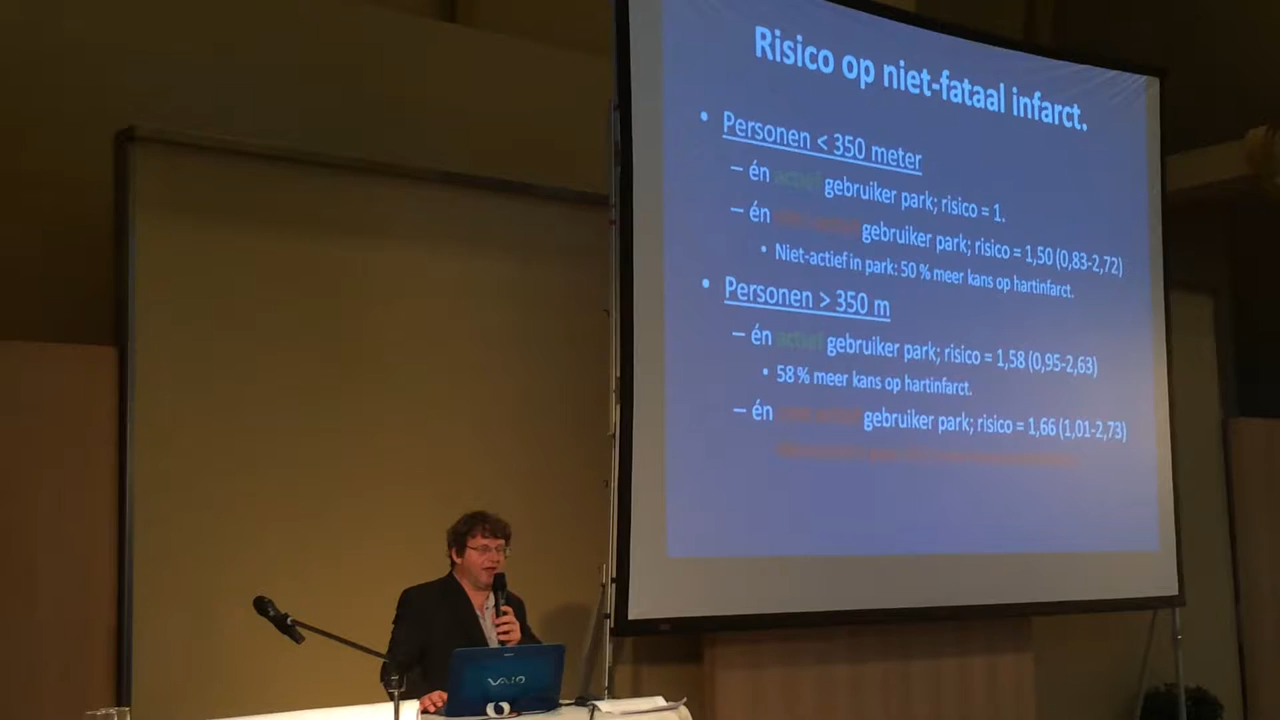 Risico op niet-fataal infarct.
• Personen < 350 meter
– én actief gebruiker park; risico = 1.
– én gebruiker park; risico = 1,50 (0,83-2,72)
• Niet-actief in park: 50 % meer kans op hartinfarct.
• Personen > 350 m
– én actief gebruiker park; risico = 1,58 (0,95-2,63)
• 58 % meer kans op hartinfarct.
– én gebruiker park; risico = 1,66 (1,01-2,73)
VAIO